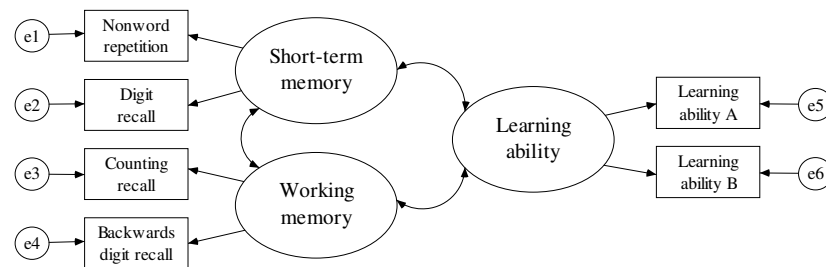 e1
Nonword
repetition
e2
Digit
recall
e3
Counting
recall
e4
Backwards
digit recall
Short-term
memory
Working
memory
Learning
ability
Learning
ability A
e5
Learning
ability B
e6